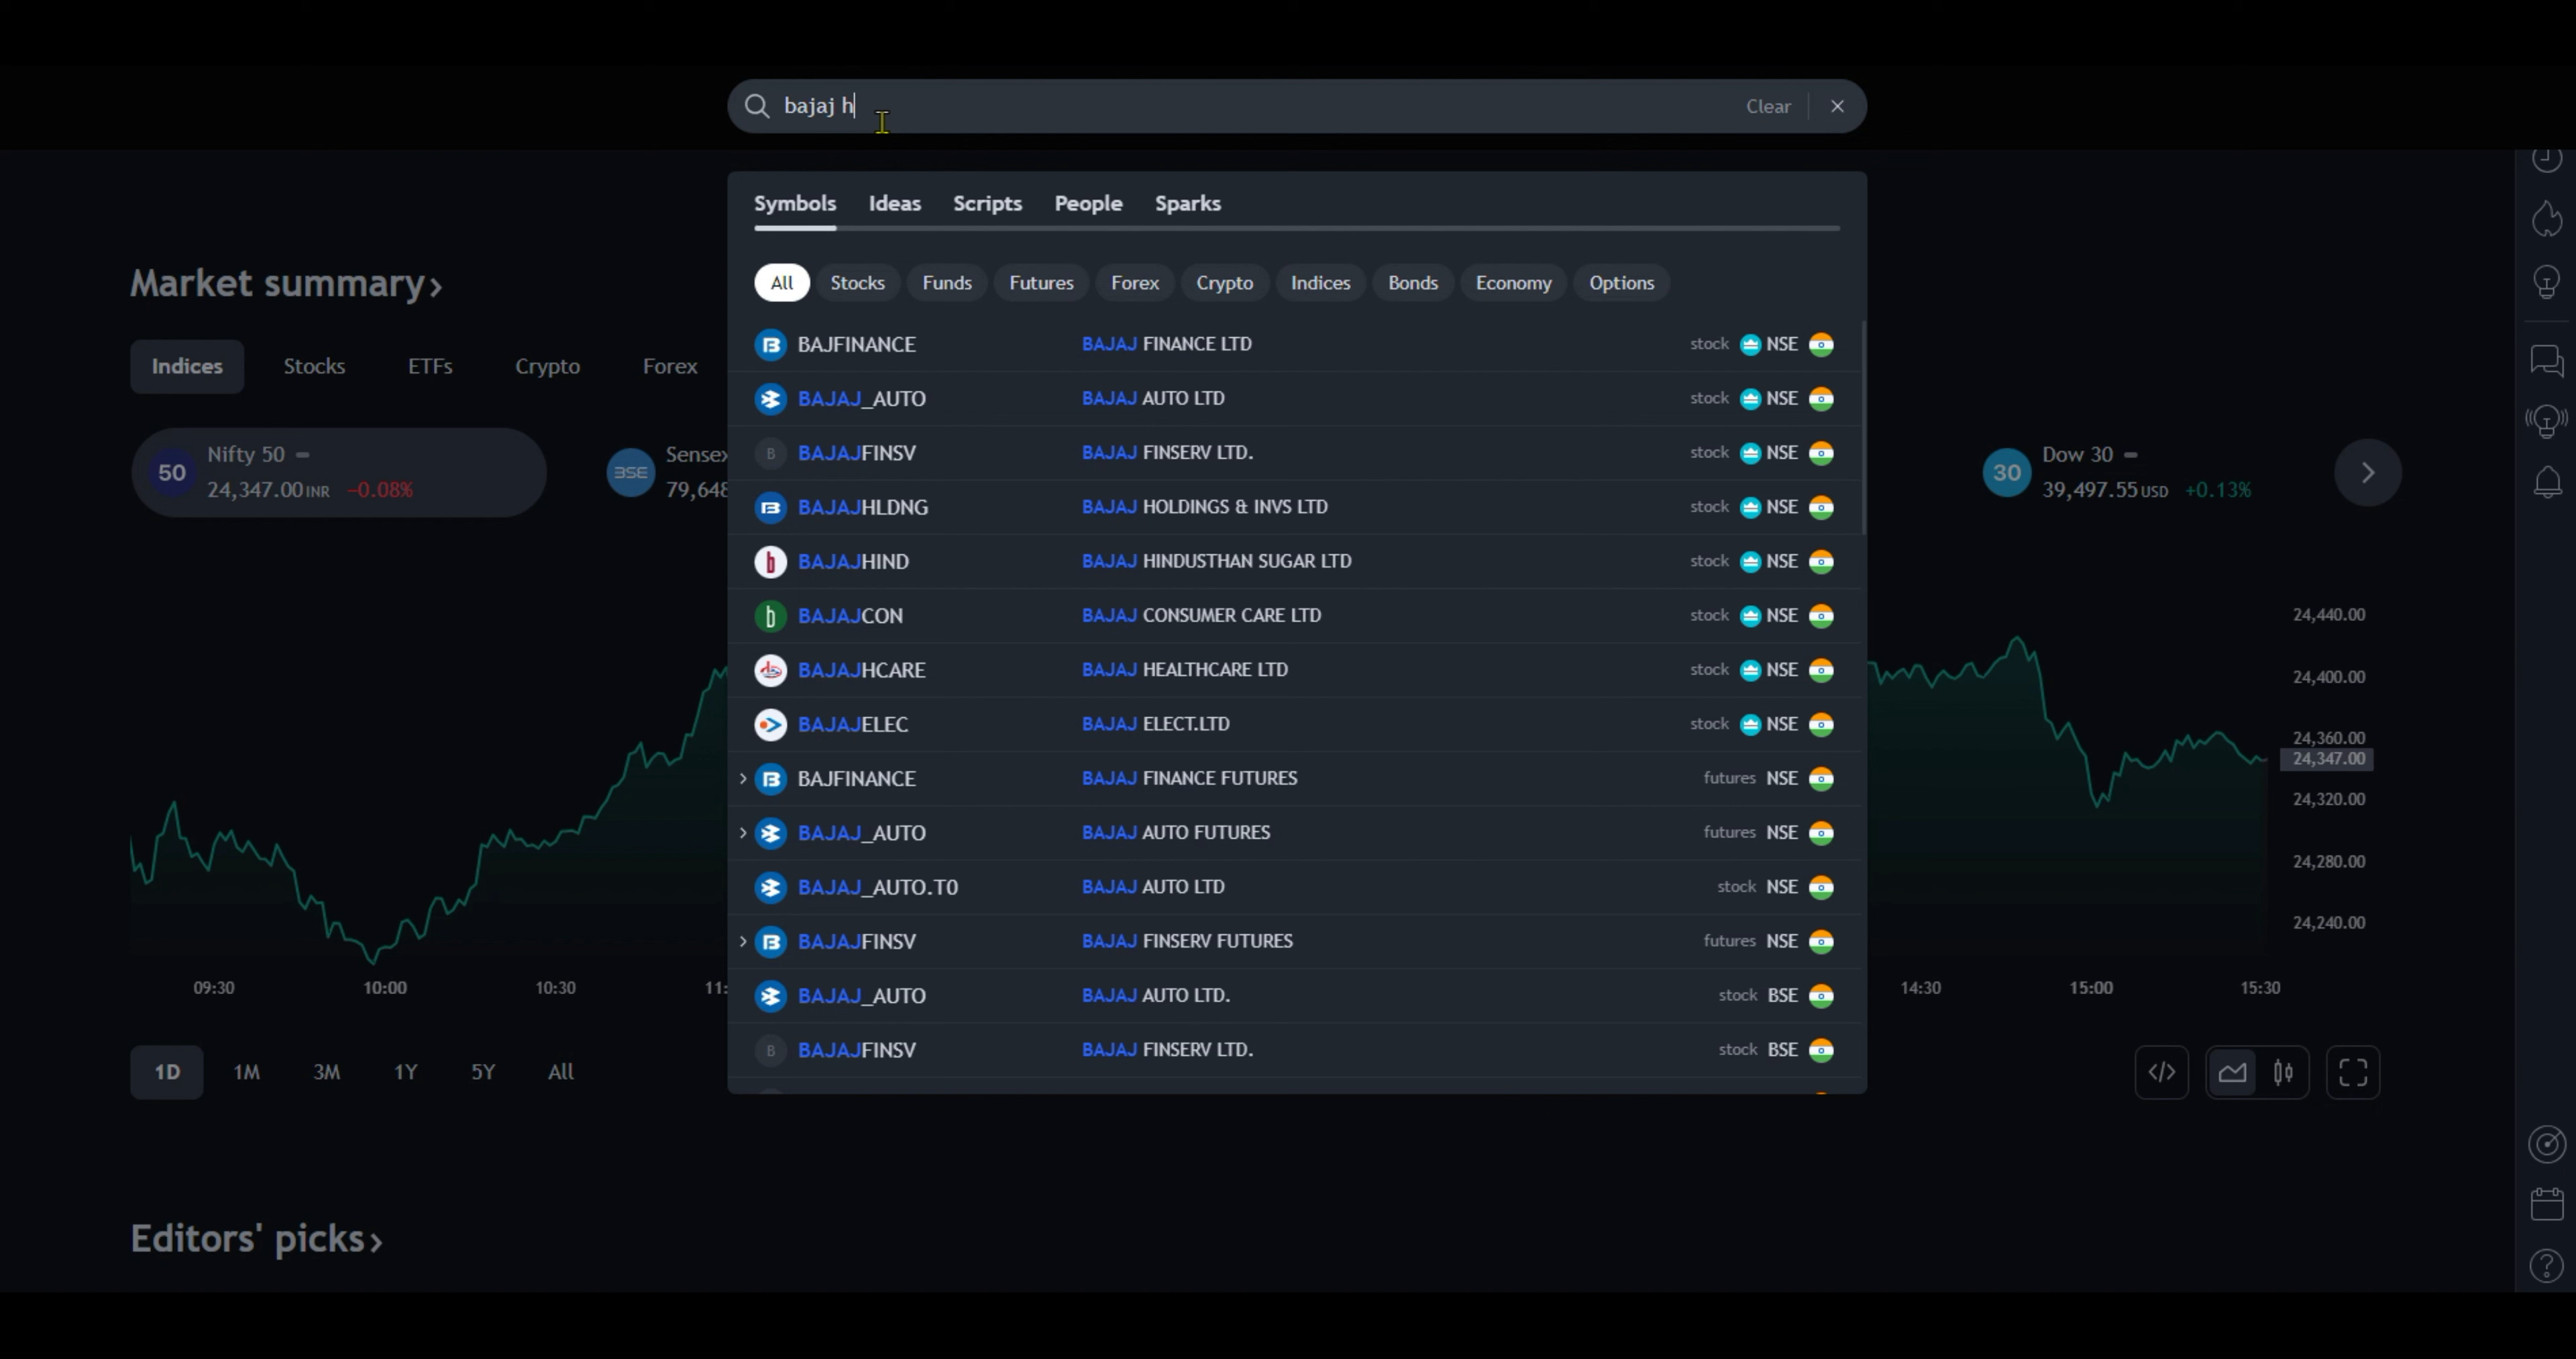 bajaj h
Clear
Symbols Ideas Scripts People Sparks
All Stocks Funds Futures Forex Crypto Indices Bonds Economy Options
Market summary
Indices Stocks ETFs Crypto Forex
50 Nifty 50
24,347.00 INR -0.08%
BSE Sensex
79,648
30 Dow 30
39,497.55 USD +0.13%
BAJFINANCE BAJAJ FINANCE LTD stock NSE
BAJAJ_AUTO BAJAJ AUTO LTD stock NSE
B BAJAJFINSV BAJAJ FINSERV LTD. stock NSE
BAJAJHLDNG BAJAJ HOLDINGS & INVS LTD stock NSE
BAJAJHIND BAJAJ HINDUSTHAN SUGAR LTD stock NSE
BAJAJCON BAJAJ CONSUMER CARE LTD stock NSE
BAJAJHCARE BAJAJ HEALTHCARE LTD stock NSE
BAJAJELEC BAJAJ ELECT.LTD stock NSE
BAJFINANCE BAJAJ FINANCE FUTURES futures NSE
BAJAJ_AUTO BAJAJ AUTO FUTURES futures NSE
BAJAJ_AUTO.T0 BAJAJ AUTO LTD stock NSE
BAJAJFINSV BAJAJ FINSERV FUTURES futures NSE
BAJAJ_AUTO BAJAJ AUTO LTD. stock BSE
B BAJAJFINSV BAJAJ FINSERV LTD. stock BSE
24,440.00
24,400.00
24,360.00
24,347.00
24,320.00
24,280.00
24,240.00
09:30 10:00 10:30 11: 14:30 15:00 15:30
1D 1M 3M 1Y 5Y All
Editors' picks